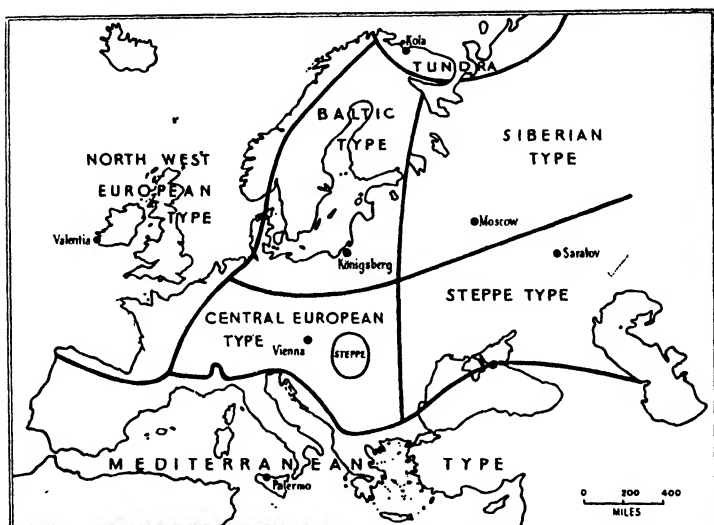 Kola
TUNDRA
BALTIC
TYPE
SIBERIAN
TYPE
NORTH WEST
EUROPEAN
TYPE
Valentia
Moscow
Königsberg
Saratov
STEPPE TYPE
CENTRAL EUROPEAN
TYPE
Vienna
STEPPE
MEDITERRANEAN TYPE
Palermo
0 200 400
MILES